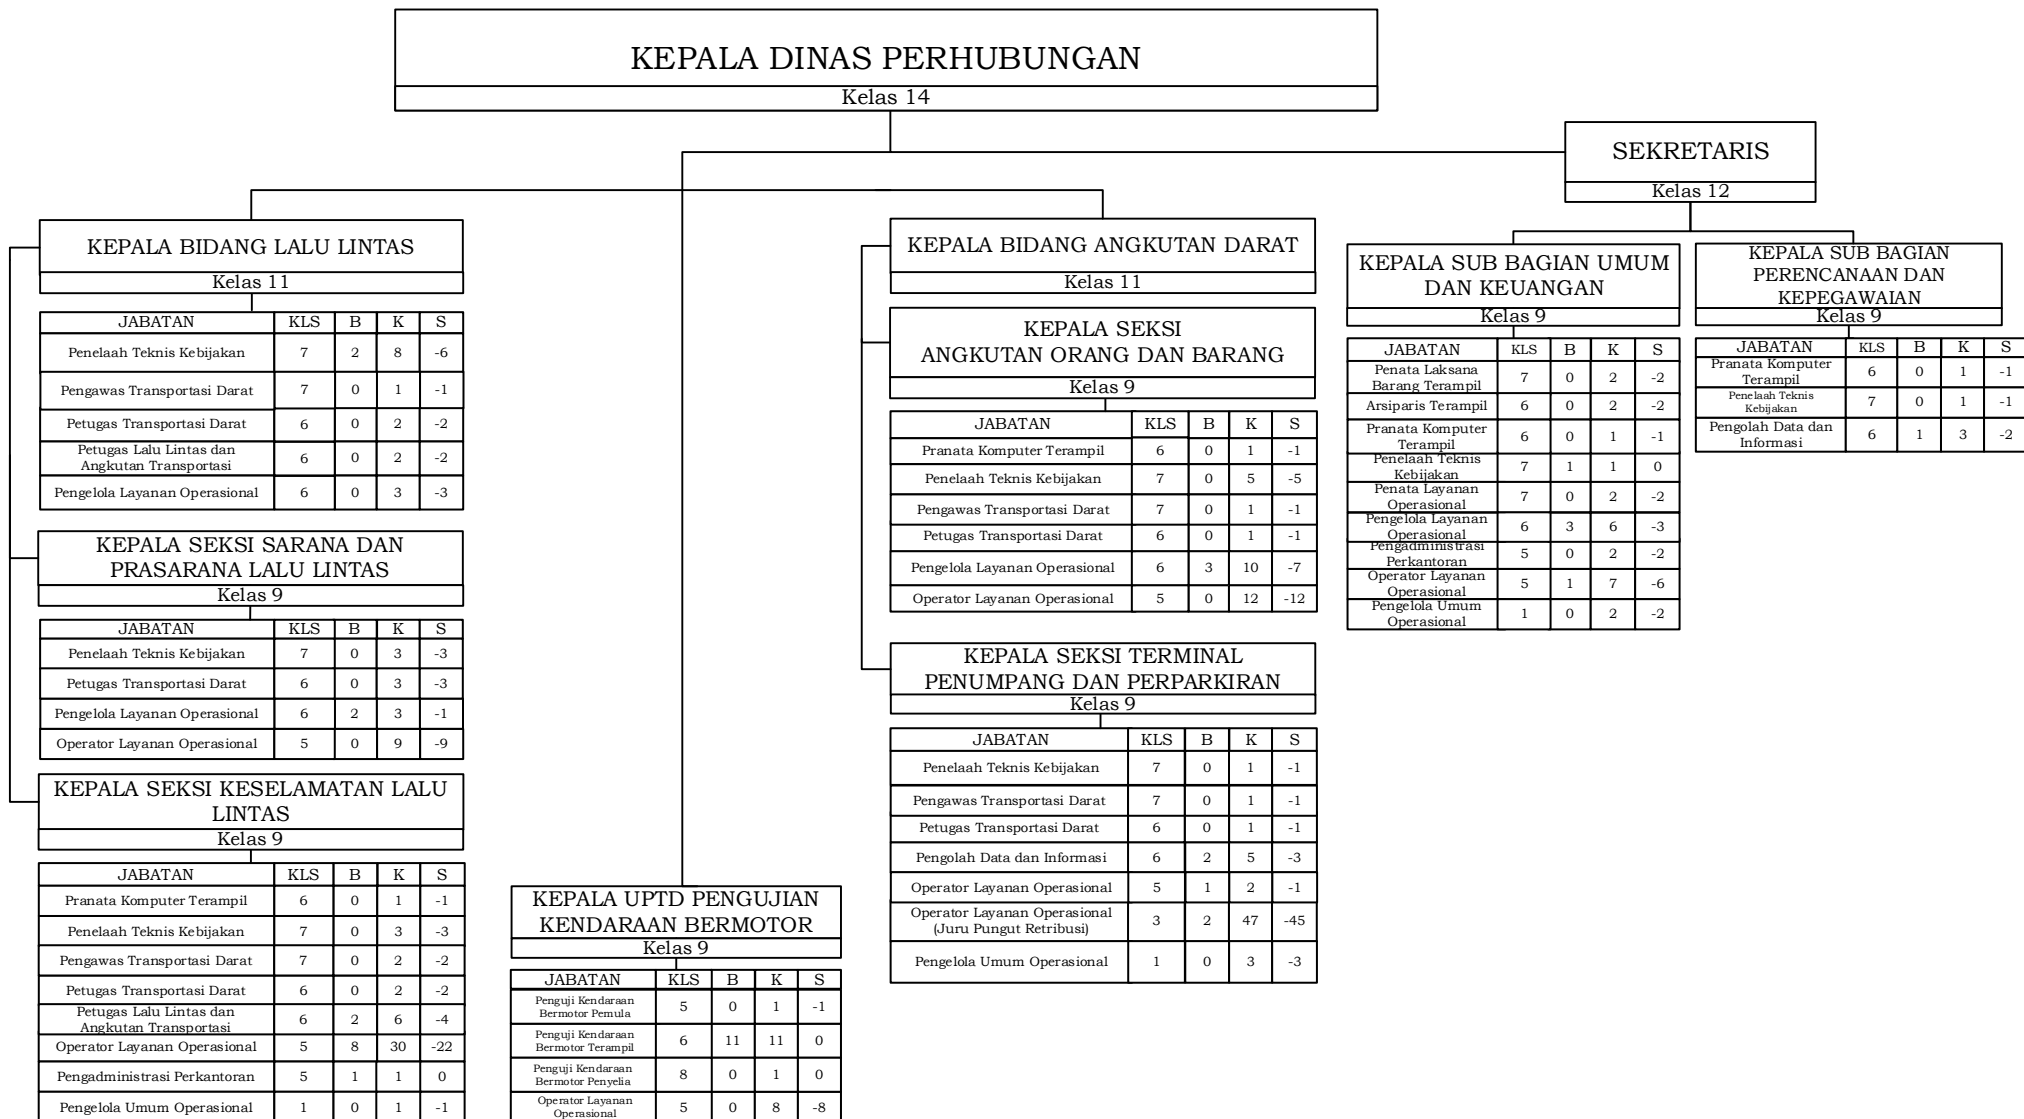 KEPALA DINAS PERHUBUNGAN
Kelas 14
SEKRETARIS
Kelas 12
KEPALA BIDANG LALU LINTAS
Kelas 11
JABATAN KLS B K S
Penelaah Teknis Kebijakan 7 2 8 -6
Pengawas Transportasi Darat 7 0 1 -1
Petugas Transportasi Darat 6 0 2 -2
Petugas Lalu Lintas dan
Angkutan Transportasi 6 0 2 -2
Pengelola Layanan Operasional 6 0 3 -3
KEPALA SEKSI SARANA DAN
PRASARANA LALU LINTAS
Kelas 9
JABATAN KLS B K S
Penelaah Teknis Kebijakan 7 0 3 -3
Petugas Transportasi Darat 6 0 3 -3
Pengelola Layanan Operasional 6 2 3 -1
Operator Layanan Operasional 5 0 9 -9
KEPALA SEKSI KESELAMATAN LALU
LINTAS
Kelas 9
JABATAN KLS B K S
Pranata Komputer Terampil 6 0 1 -1
Penelaah Teknis Kebijakan 7 0 3 -3
Pengawas Transportasi Darat 7 0 2 -2
Petugas Transportasi Darat 6 0 2 -2
Petugas Lalu Lintas dan
Angkutan Transportasi 6 2 6 -4
Operator Layanan Operasional 5 8 30 -22
Pengadministrasi Perkantoran 5 1 1 0
Pengelola Umum Operasional 1 0 1 -1
KEPALA UPTD PENGUJIAN
KENDARAAN BERMOTOR
Kelas 9
JABATAN KLS B K S
Penguji Kendaraan
Bermotor Pemula 5 0 1 -1
Penguji Kendaraan
Bermotor Terampil 6 11 11 0
Penguji Kendaraan
Bermotor Penyelia 8 0 1 0
Operator Layanan
Operasional 5 0 8 -8
KEPALA BIDANG ANGKUTAN DARAT
Kelas 11
KEPALA SEKSI
ANGKUTAN ORANG DAN BARANG
Kelas 9
JABATAN KLS B K S
Pranata Komputer Terampil 6 0 1 -1
Penelaah Teknis Kebijakan 7 0 5 -5
Pengawas Transportasi Darat 7 0 1 -1
Petugas Transportasi Darat 6 0 1 -1
Pengelola Layanan Operasional 6 3 10 -7
Operator Layanan Operasional 5 0 12 -12
KEPALA SEKSI TERMINAL
PENUMPANG DAN PERPARKIRAN
Kelas 9
JABATAN KLS B K S
Penelaah Teknis Kebijakan 7 0 1 -1
Pengawas Transportasi Darat 7 0 1 -1
Petugas Transportasi Darat 6 0 1 -1
Pengolah Data dan Informasi 6 2 5 -3
Operator Layanan Operasional 5 1 2 -1
Operator Layanan Operasional
(Juru Pungut Retribusi) 3 2 47 -45
Pengelola Umum Operasional 1 0 3 -3
KEPALA SUB BAGIAN UMUM
DAN KEUANGAN
Kelas 9
JABATAN KLS B K S
Penata Laksana
Barang Terampil 7 0 2 -2
Arsiparis Terampil 6 0 2 -2
Pranata Komputer
Terampil 6 0 1 -1
Penelaah Teknis
Kebijakan 7 1 1 0
Penata Layanan
Operasional 7 0 2 -2
Pengelola Layanan
Operasional 6 3 6 -3
Pengadministrasi
Perkantoran 5 0 2 -2
Operator Layanan
Operasional 5 1 7 -6
Pengelola Umum
Operasional 1 0 2 -2
KEPALA SUB BAGIAN
PERENCANAAN DAN
KEPEGAWAIAN
Kelas 9
JABATAN KLS B K S
Pranata Komputer
Terampil 6 0 1 -1
Penelaah Teknis
Kebijakan 7 0 1 -1
Pengolah Data dan
Informasi 6 1 3 -2